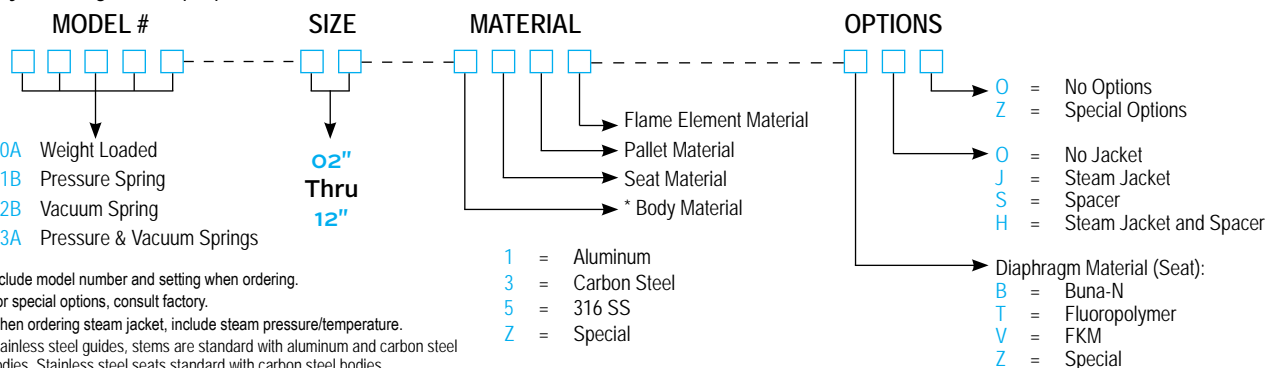 MODEL # SIZE MATERIAL OPTIONS
0A Weight Loaded
1B Pressure Spring
2B Vacuum Spring
3A Pressure & Vacuum Springs
02"
Thru
12"
Flame Element Material
Pallet Material
Seat Material
* Body Material
1 = Aluminum
3 = Carbon Steel
5 = 316 SS
Z = Special
O = No Options
Z = Special Options
O = No Jacket
J = Steam Jacket
S = Spacer
H = Steam Jacket and Spacer
Diaphragm Material (Seat):
B = Buna-N
T = Fluoropolymer
V = FKM
Z = Special
clude model number and setting when ordering.
or special options, consult factory.
hen ordering steam jacket, include steam pressure/temperature.
ainless steel guides, stems are standard with aluminum and carbon steel
odies. Stainless steel seats standard with carbon steel bodies.